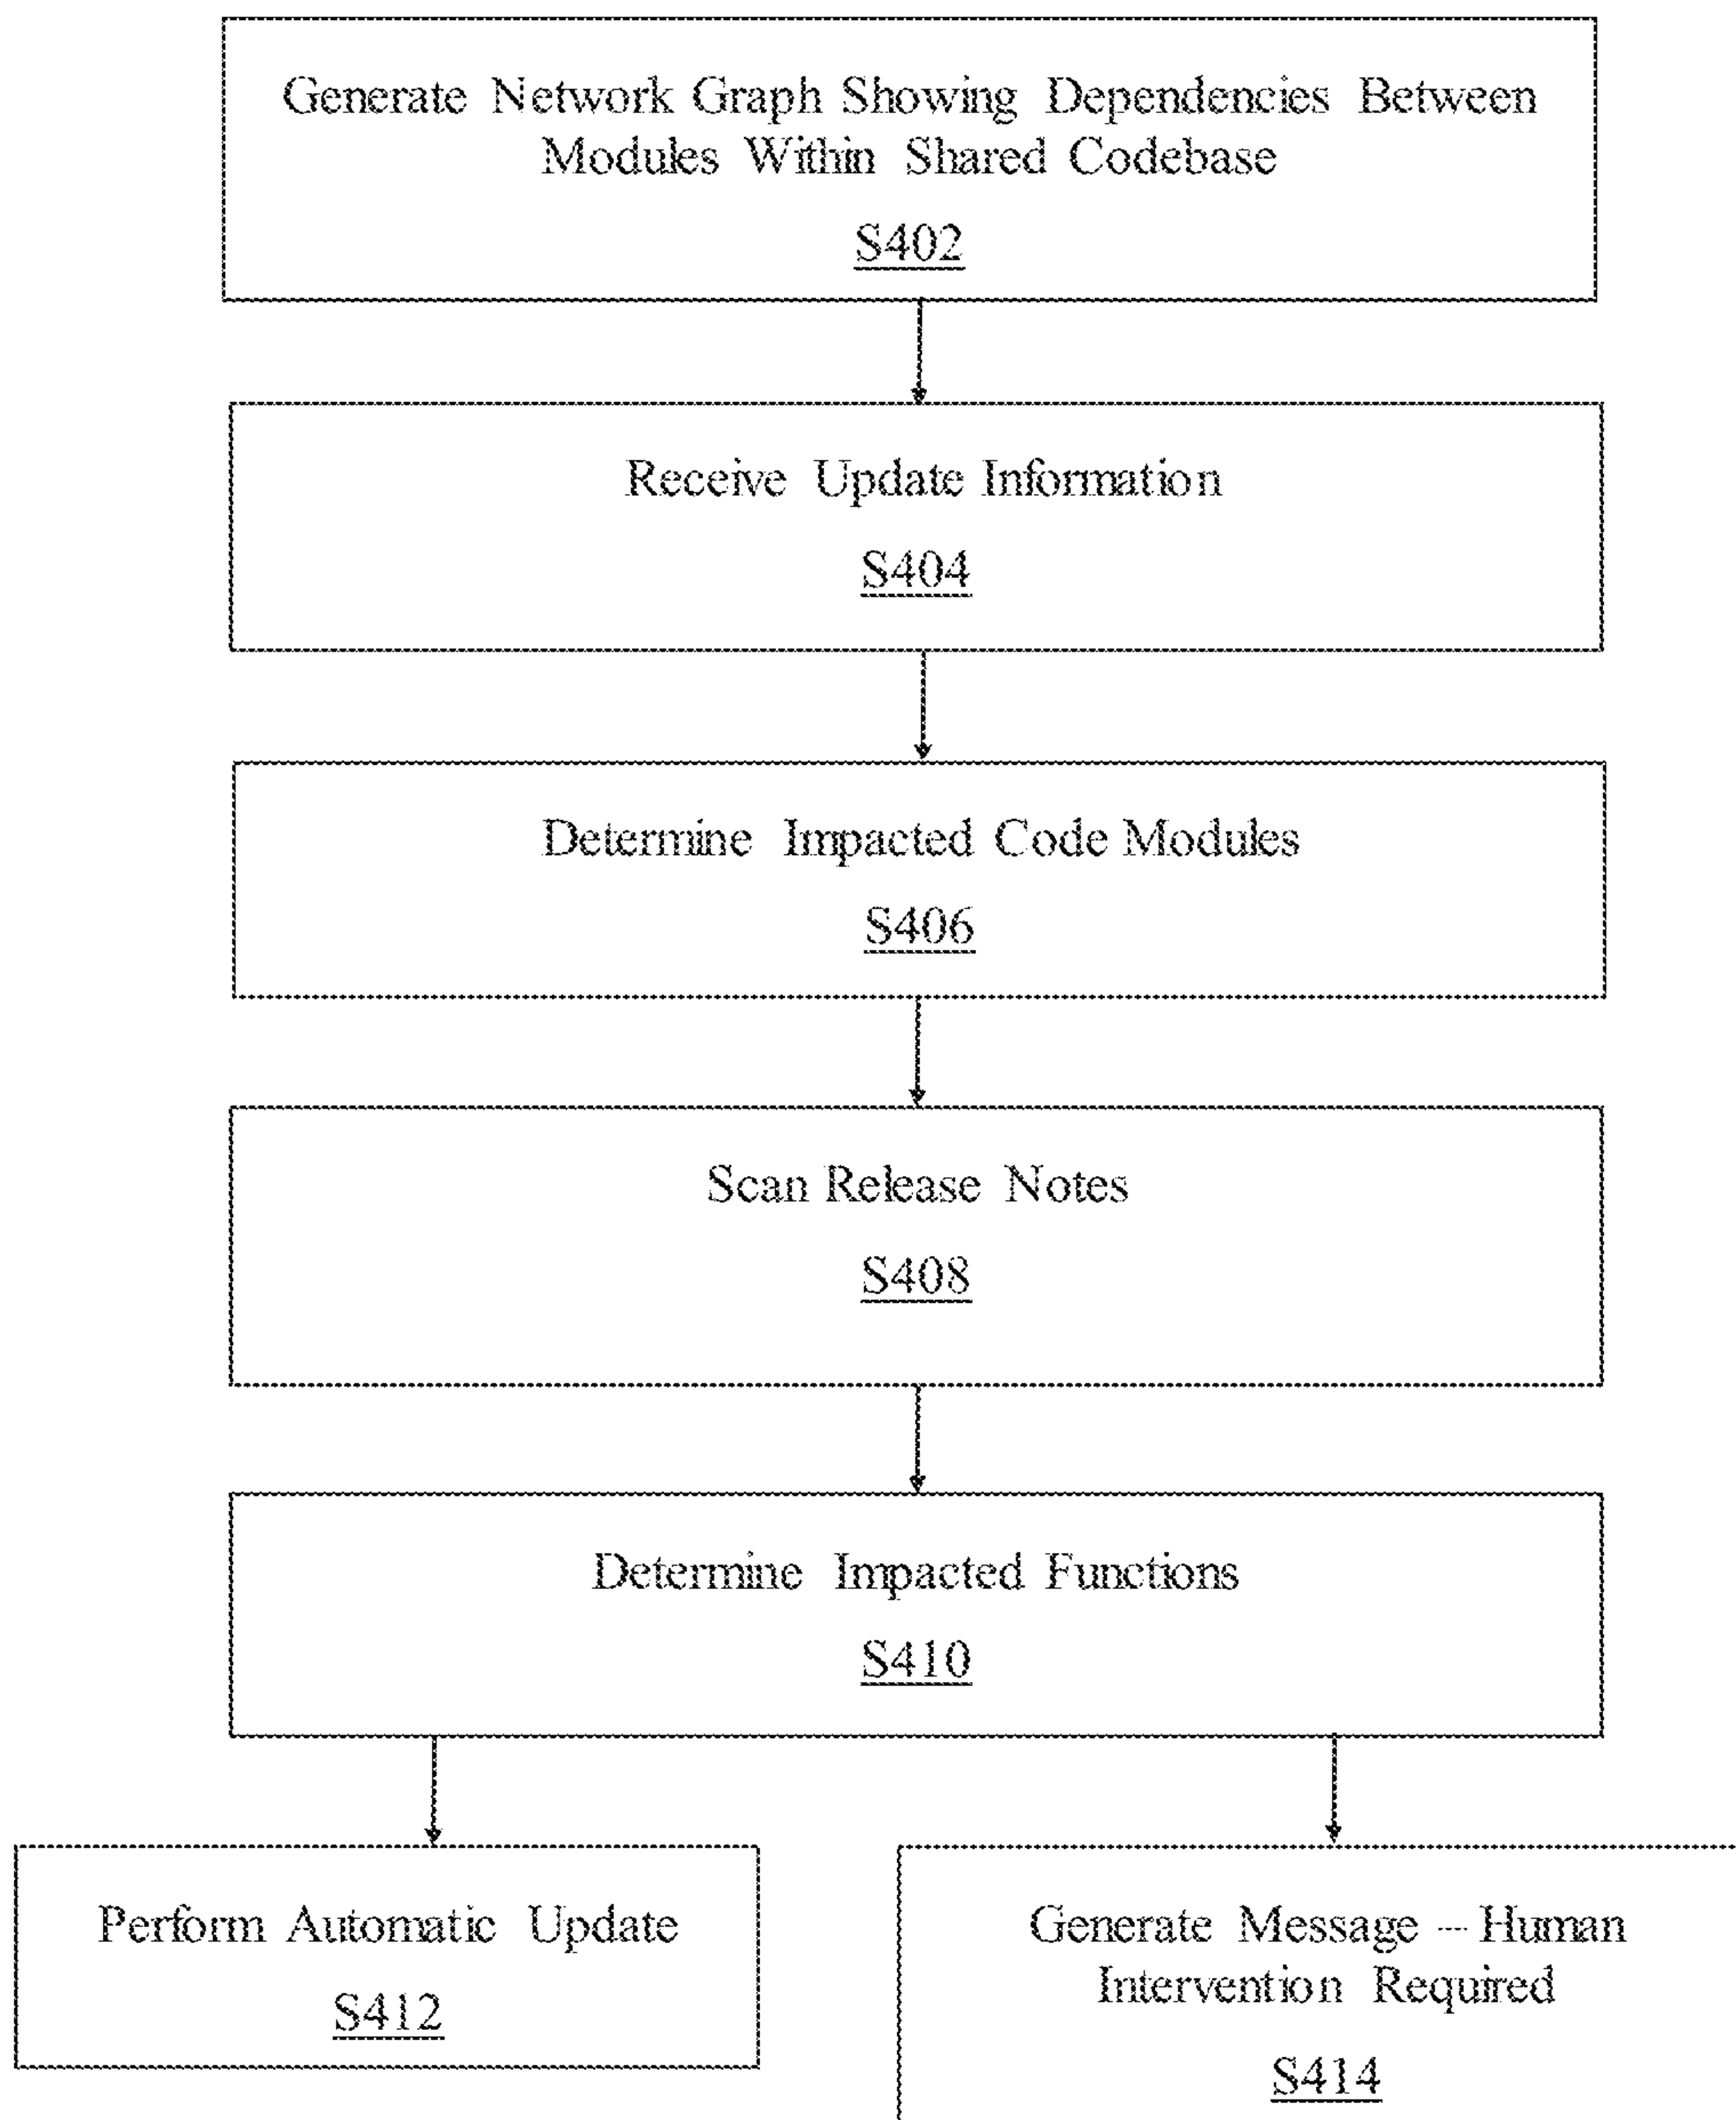 Generate Network Graph Showing Dependencies Between
Modules Within Shared Codebase
S402
Receive Update Information
S404
Determine Impacted Code Modules
S406
Scan Release Notes
S408
Determine Impacted Functions
S410
Perform Automatic Update
S412
Generate Message – Human
Intervention Required
S414